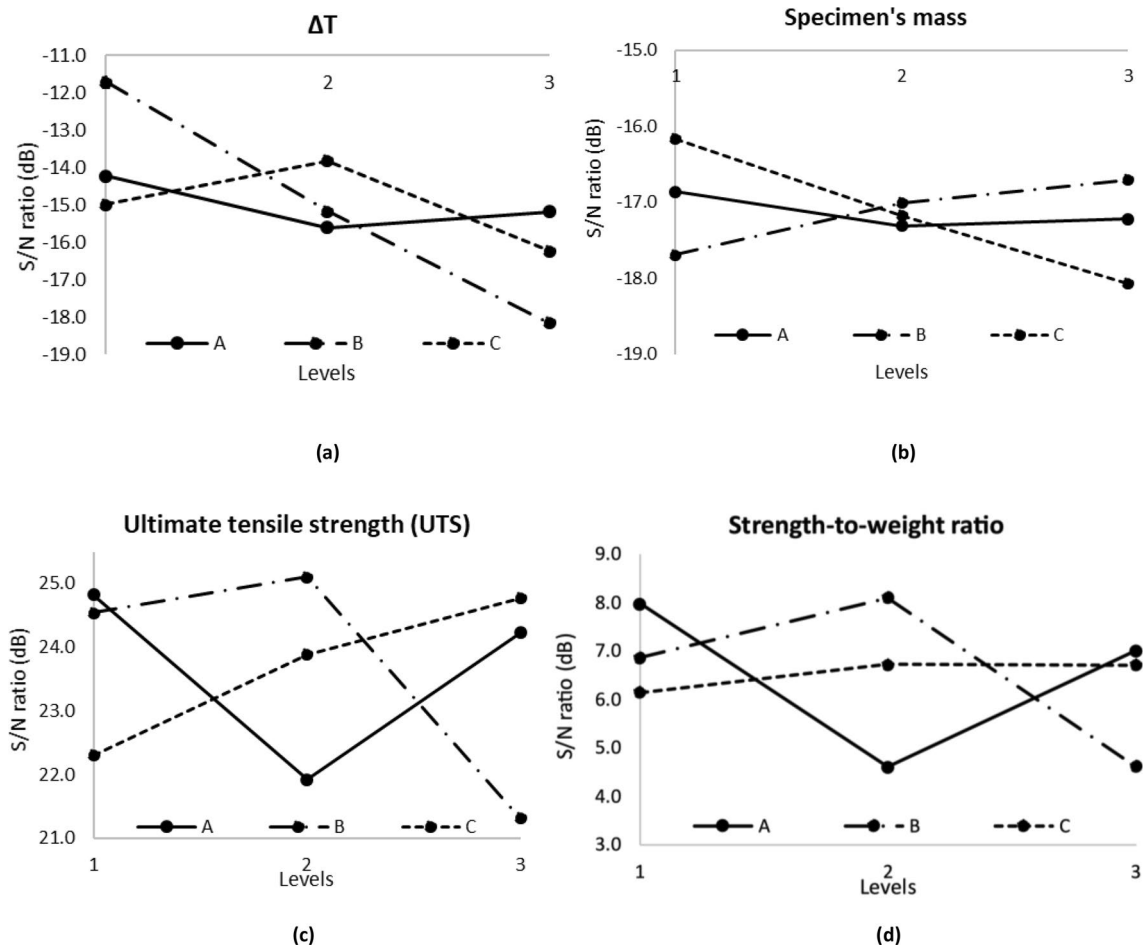 ΔT
-11.0
1 2 3
-12.0
-13.0
-14.0
-15.0
-16.0
-17.0
-18.0
-19.0
S/N ratio (dB)
A B C
Levels
(a)
Specimen's mass
-15.0
1 2 3
-16.0
-17.0
-18.0
-19.0
S/N ratio (dB)
A B C
Levels
(b)
Ultimate tensile strength (UTS)
25.0
24.0
23.0
22.0
21.0
S/N ratio (dB)
A B C
1 2 3
Levels
(c)
Strength-to-weight ratio
9.0
8.0
7.0
6.0
5.0
4.0
3.0
S/N ratio (dB)
A B C
1 2 3
Levels
(d)